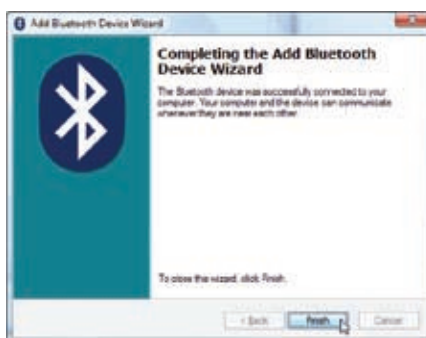 Add Bluetooth Device Wizard
Completing the Add Bluetooth
Device Wizard
The Bluetooth device was successfully connected to your
computer. Your computer and the device can communicate
whenever they are near each other.
To close the wizard, click Finish.
< Back
Finish
Cancel